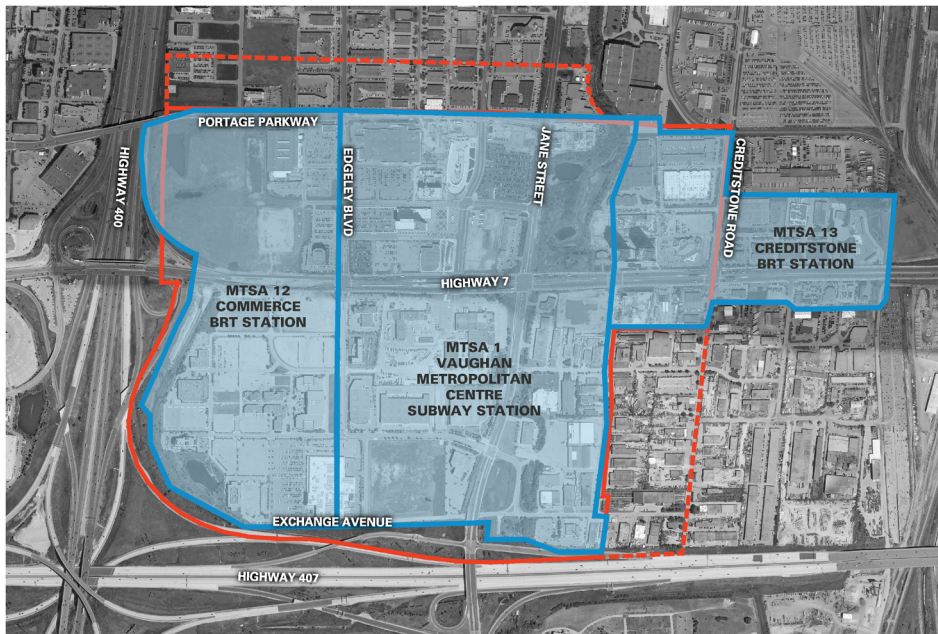 PORTAGE PARKWAY
HIGHWAY 400
EDGELEY BLVD
JANE STREET
CREDITSTONE ROAD
MTSA 13
CREDITSTONE
BRT STATION
HIGHWAY 7
MTSA 12
COMMERCE
BRT STATION
MTSA 1
VAUGHAN
METROPOLITAN
CENTRE
SUBWAY STATION
EXCHANGE AVENUE
HIGHWAY 407